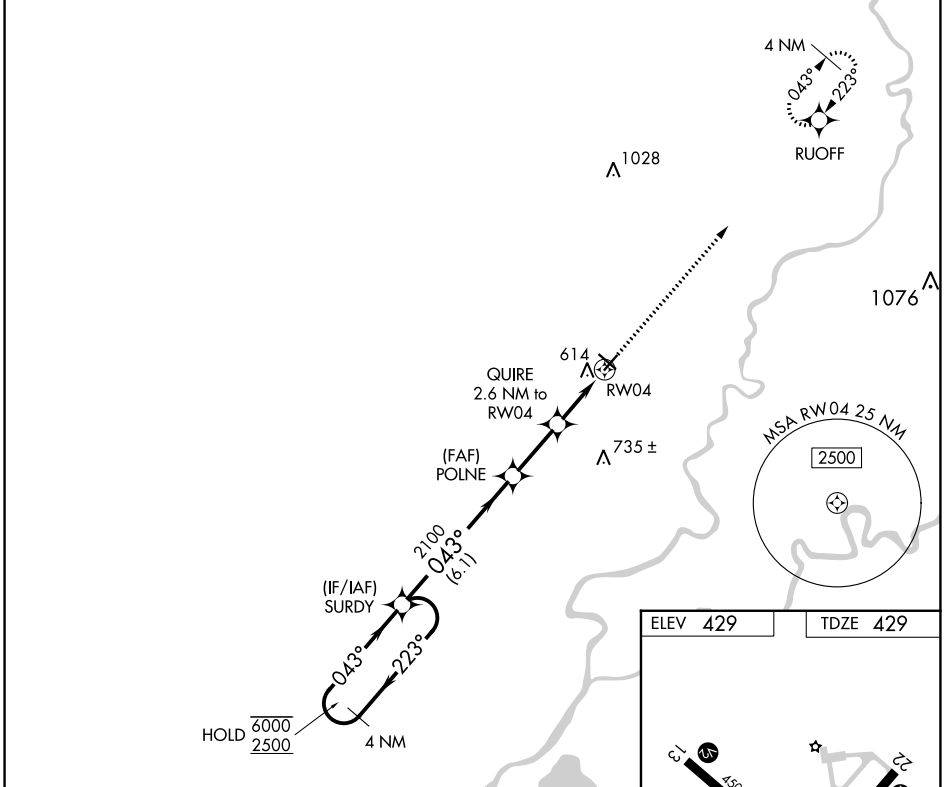 4 NM
043°
223°
RUOFF
1028
1076
614
RW04
QUIRE
2.6 NM to
RW04
(FAF)
POLNE
735 ±
MSA RW04 25 NM
2500
2100
043°
(6.1)
(IF/IAF)
SURDY
043°
223°
HOLD 6000
2500
4 NM
ELEV 429
TDZE 429
13
V5
450
22